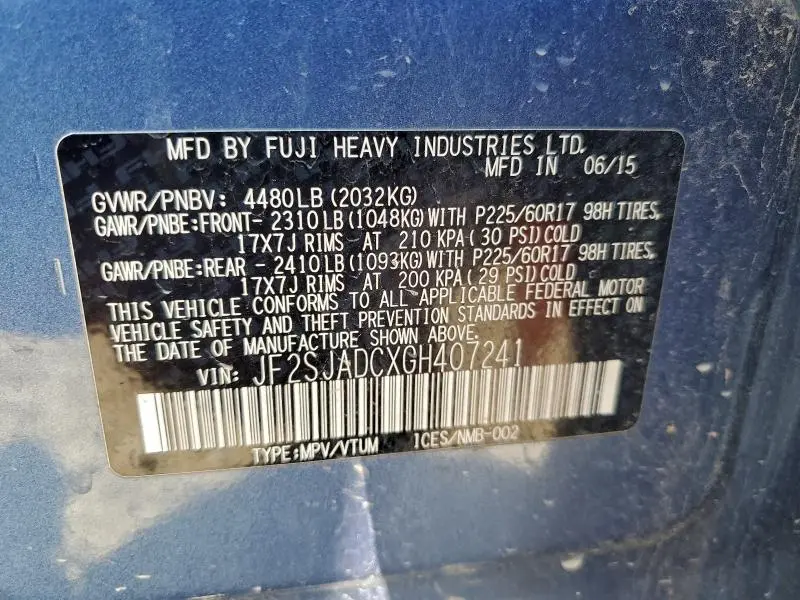 MFD BY FUJI HEAVY INDUSTRIES LTD.
MFD IN 06/15
GVWR/PNBV: 4480LB (2032KG)
GAWR/PNBE:FRONT- 2310LB (1048KG) WITH P225/60R17 98H TIRES,
17X7J RIMS AT 210 KPA (30 PSI) COLD
GAWR/PNBE:REAR - 2410LB (1093KG) WITH P225/60R17 98H TIRES,
17X7J RIMS AT 200 KPA (29 PSI) COLD
THIS VEHICLE CONFORMS TO ALL APPLICABLE FEDERAL MOTOR
VEHICLE SAFETY AND THEFT PREVENTION STANDARDS IN EFFECT ON
THE DATE OF MANUFACTURE SHOWN ABOVE.
VIN: JF2SJADCXGH407241
TYPE:MPV/VTUM ICES/NMB-002